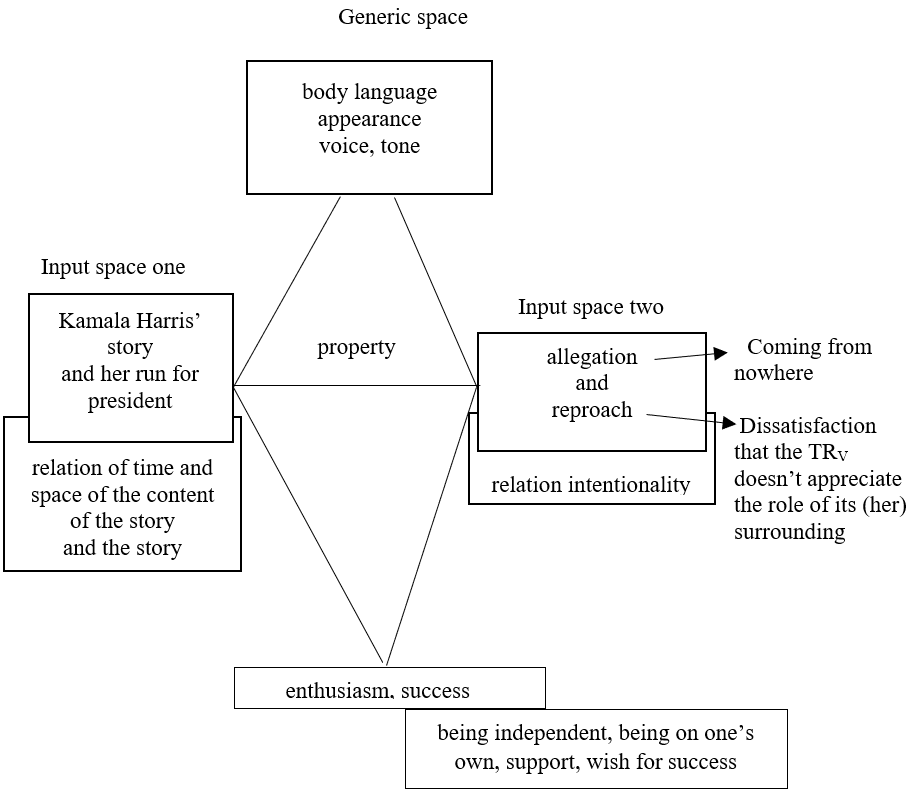 Generic space
body language
appearance
voice, tone
Input space one
Kamala Harris’
story
and her run for
president
relation of time and
space of the content
of the story
and the story
property
Input space two
allegation
and
reproach
relation intentionality
Coming from
nowhere
Dissatisfaction
that the TRV
doesn’t appreciate
the role of its (her)
surrounding
enthusiasm, success
being independent, being on one’s
own, support, wish for success